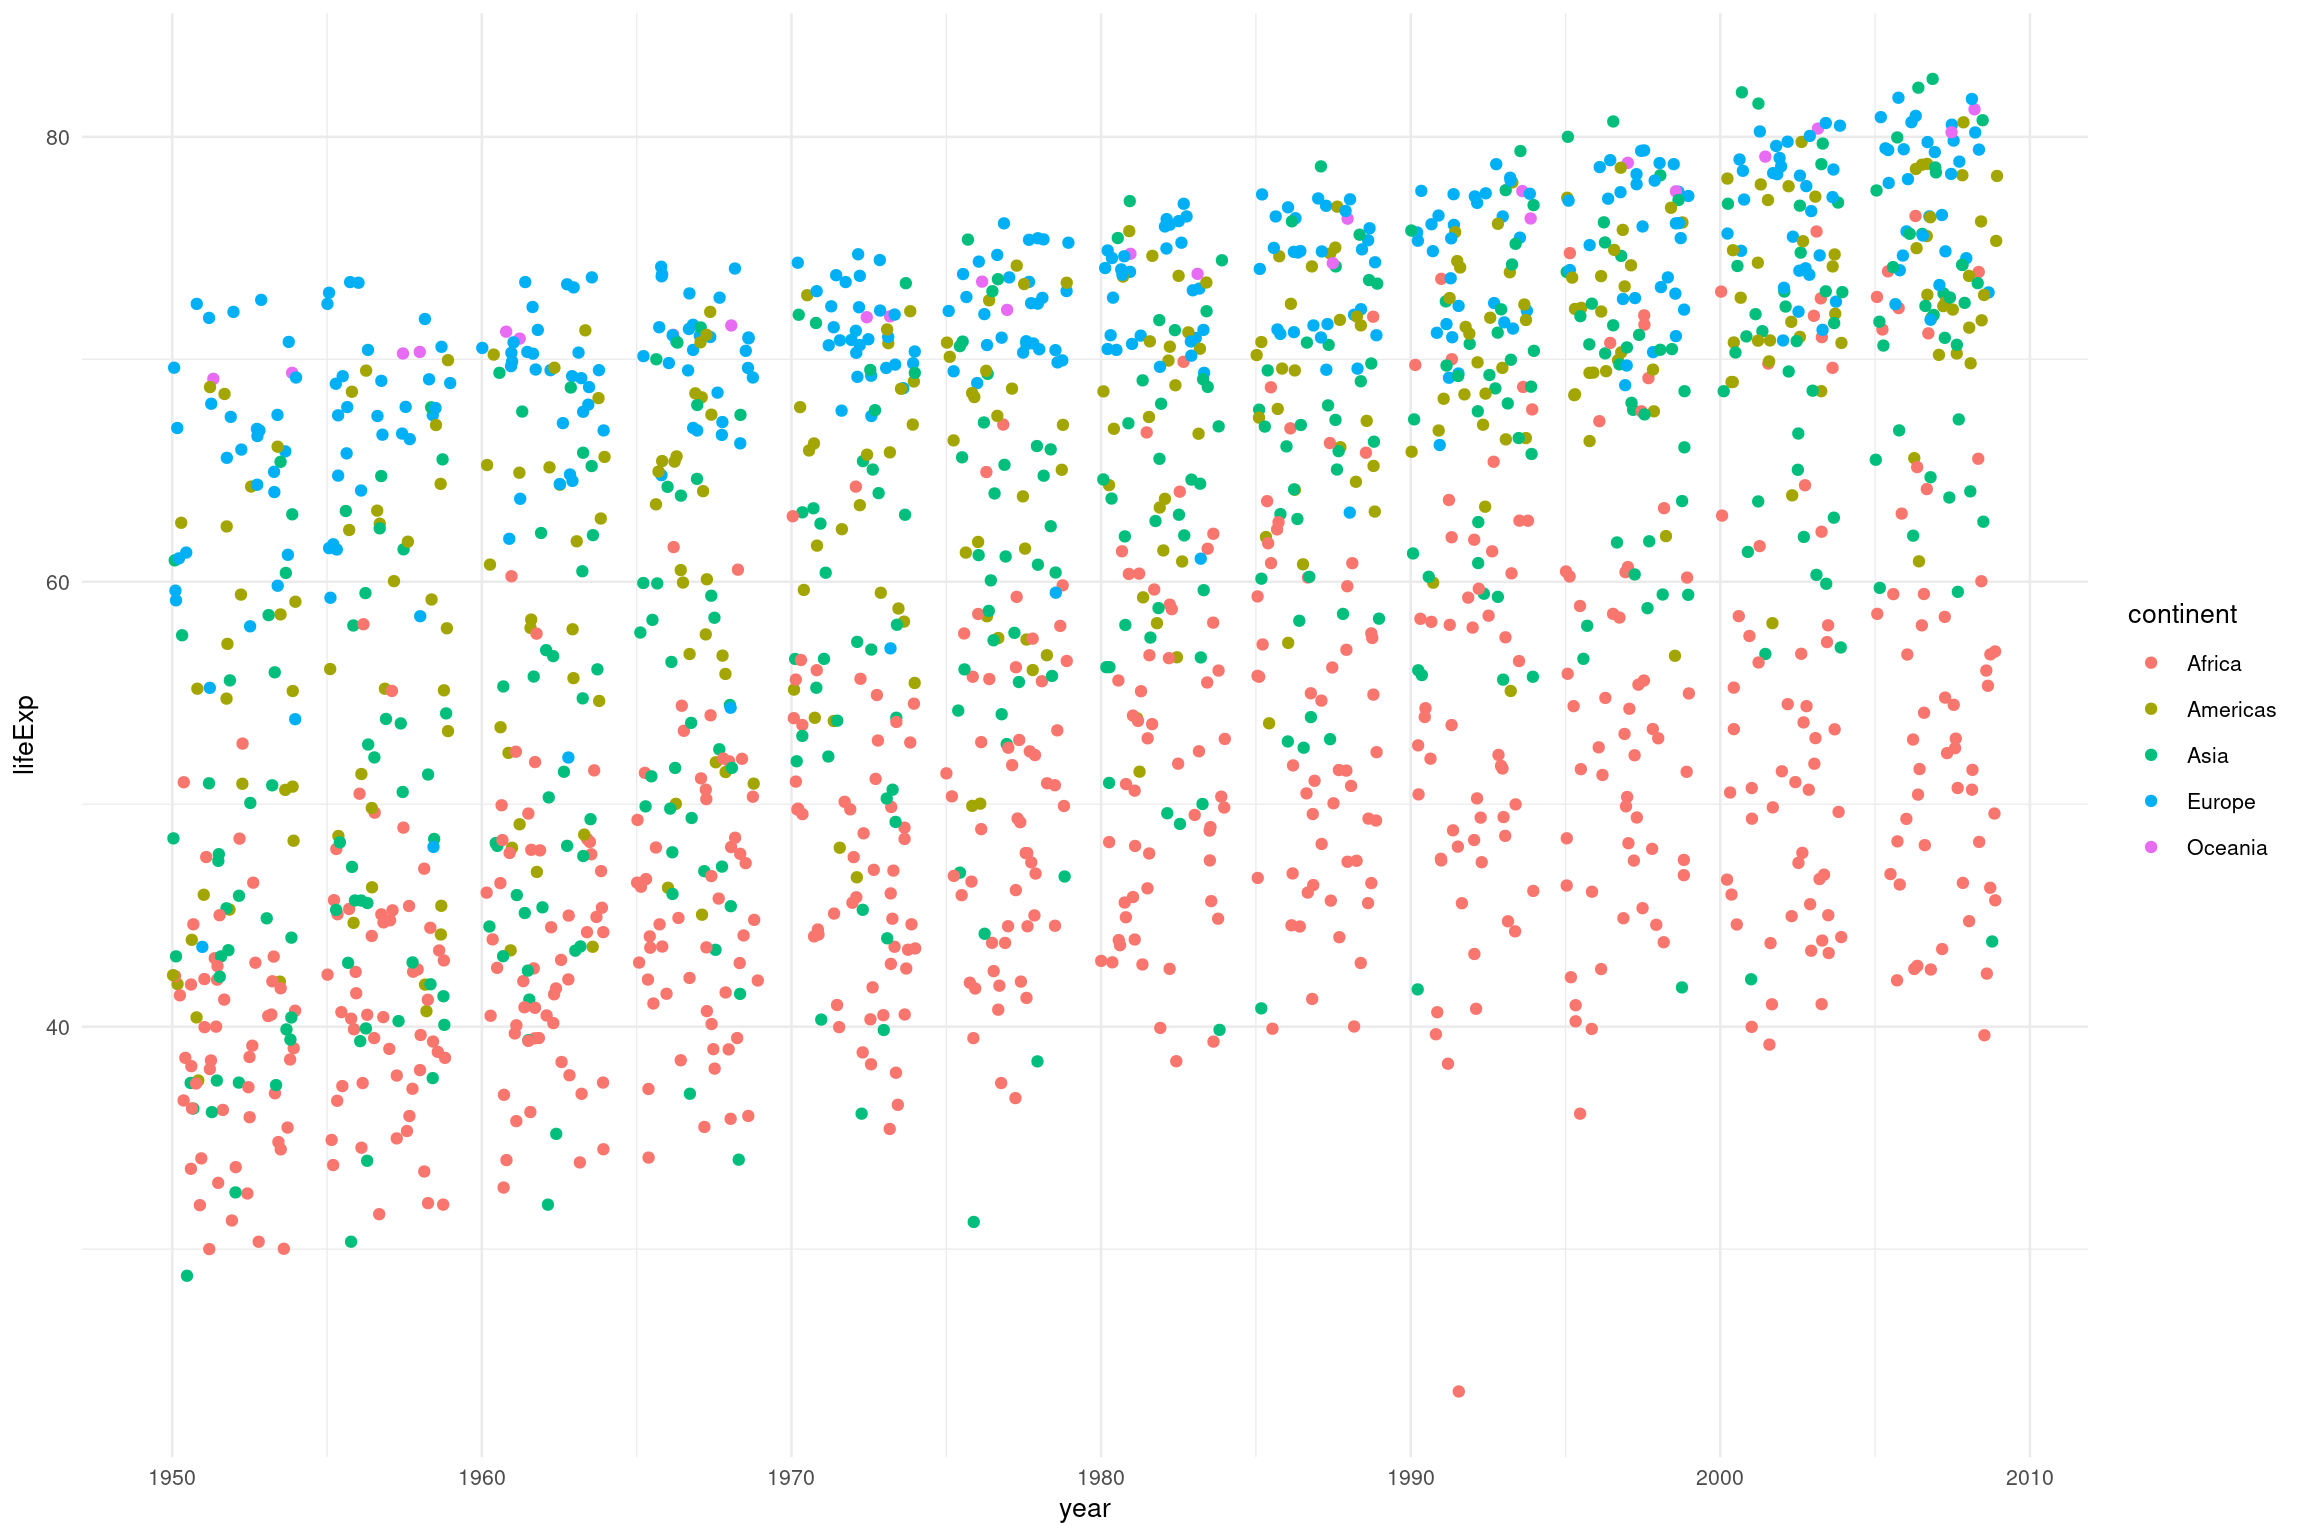 80
60
40
lifeExp
1950 1960 1970 1980 1990 2000 2010
year
continent
Africa
Americas
Asia
Europe
Oceania